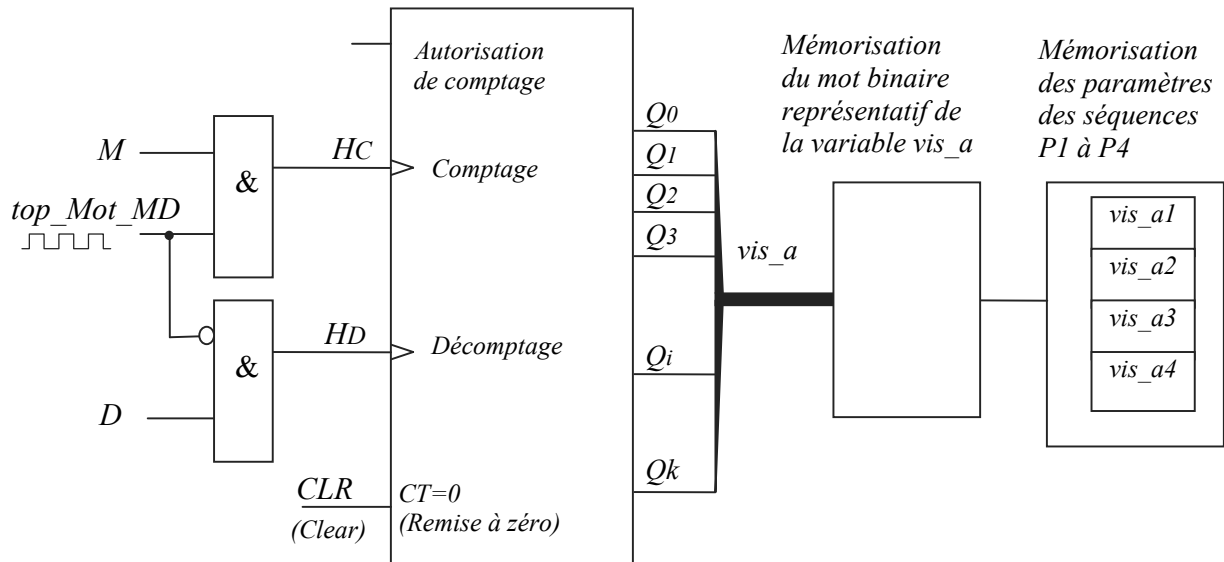 Autorisation
de comptage
M
&
HC
Comptage
top_Mot_MD
&
HD
Décomptage
D
CLR
(Clear)
CT=0
(Remise à zéro)
Q0
Q1
Q2
Q3
Qi
Qk
vis_a
Mémorisation
du mot binaire
représentatif de
la variable vis_a
Mémorisation
des paramètres
des séquences
P1 à P4
vis_a1
vis_a2
vis_a3
vis_a4